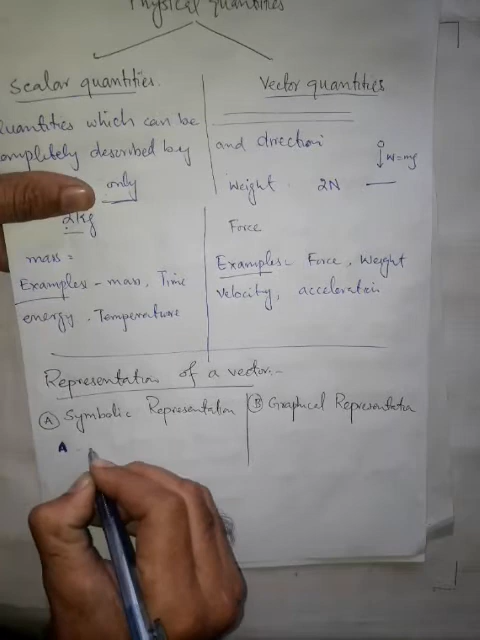 Physical quantities
Scalar quantities.
Quantities which can be
completely described by
only
2kg
mass =
Examples - mass, Time
energy, Temperature
Vector quantities
and direction
W=mg
Weight 2N
Force
Examples - Force, Weight
velocity, acceleration
Representation of a vector:-
(A) Symbolic Representation
A -
(B) Graphical Representation